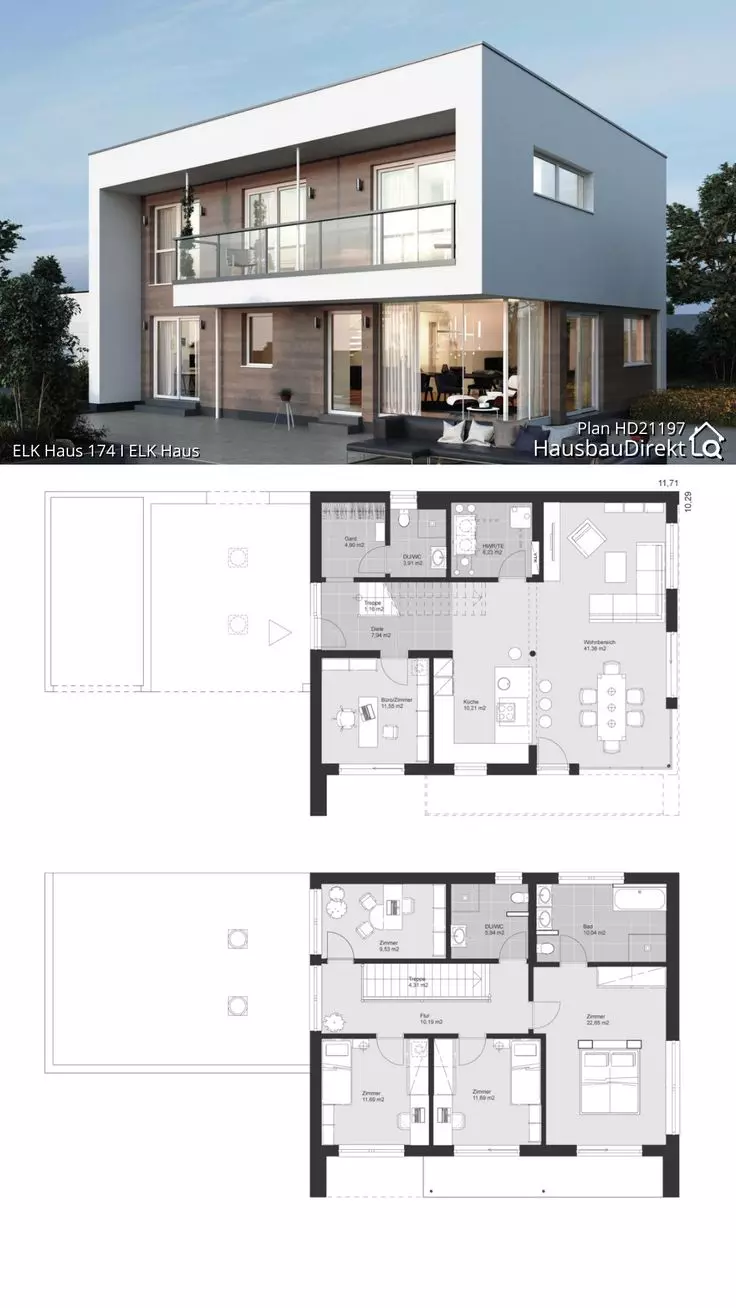 Plan HD21197
ELK Haus 174 I ELK Haus
HausbauDirekt
11,71
10,29
Gard.
4,90 m2
DU/WC
3,91 m2
HWR/TE
8,23 m2
Treppe
1,16 m2
Diele
7,94 m2
Wohnbereich
41,38 m2
Büro/Zimmer
11,55 m2
Küche
10,21 m2
Zimmer
9,53 m2
DU/WC
5,94 m2
Bad
10,04 m2
Treppe
4,31 m2
Flur
10,19 m2
Zimmer
22,65 m2
Zimmer
11,69 m2
Zimmer
11,69 m2